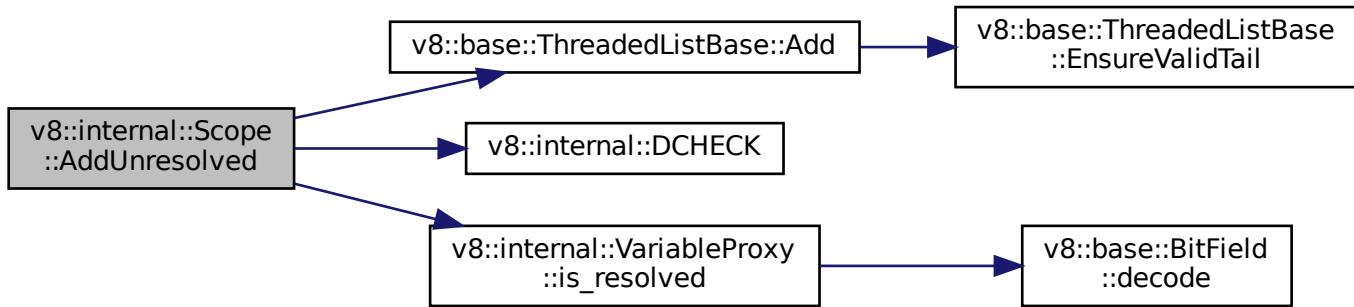 v8::internal::Scope
::AddUnresolved
v8::base::ThreadedListBase::Add
v8::base::ThreadedListBase
::EnsureValidTail
v8::internal::DCHECK
v8::internal::VariableProxy
::is_resolved
v8::base::BitField
::decode